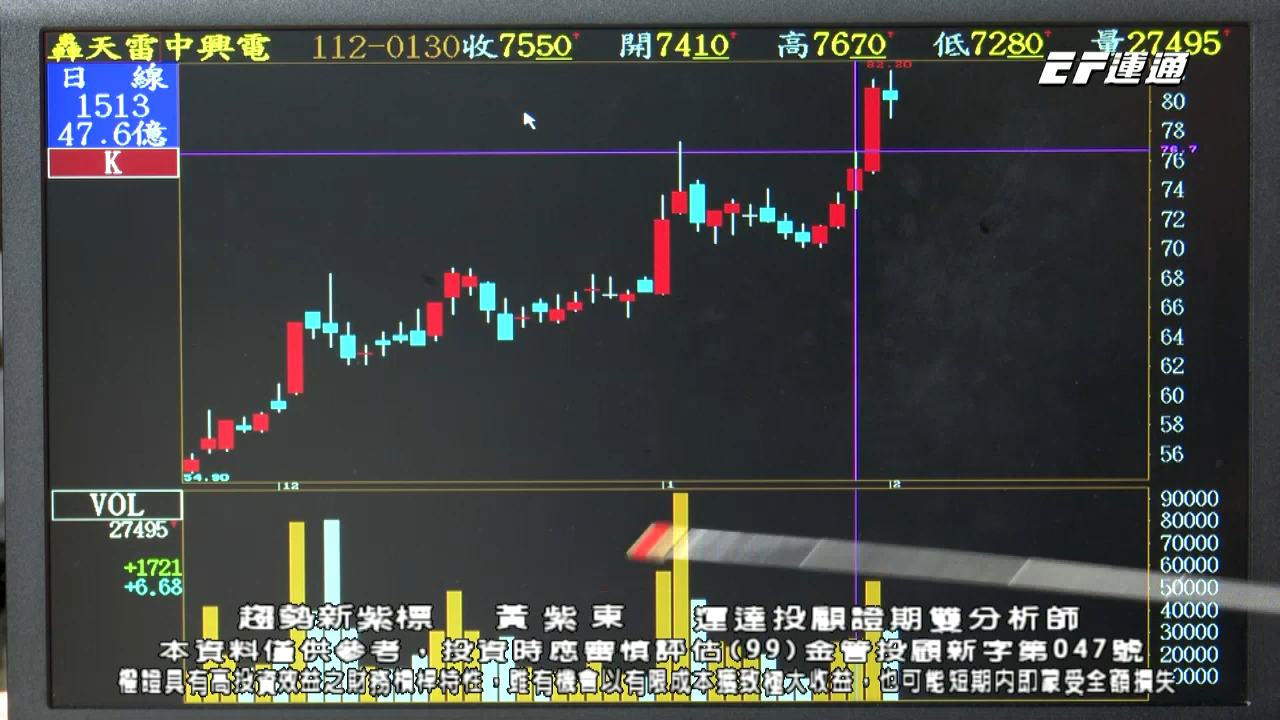 轟天雷中興電 112-0130收7550 開7410 高7670 低7280 量27495
EF運通
日 線
1513
47.6億
K
82.20
80
78
76.7
76
74
72
70
68
66
64
62
60
58
56
54.90
12 1 2
VOL
27495
+1721
+6.68
90000
80000
70000
60000
50000
40000
30000
20000
趨勢新紫標 黃紫東 運達投顧證期雙分析師
本資料僅供參考,投資時應審慎評估(99)金管投顧新字第047號
權證具有高投資效益之財務槓桿特性,雖有機會以有限成本獲致極大收益,也可能短期內即蒙受全額損失